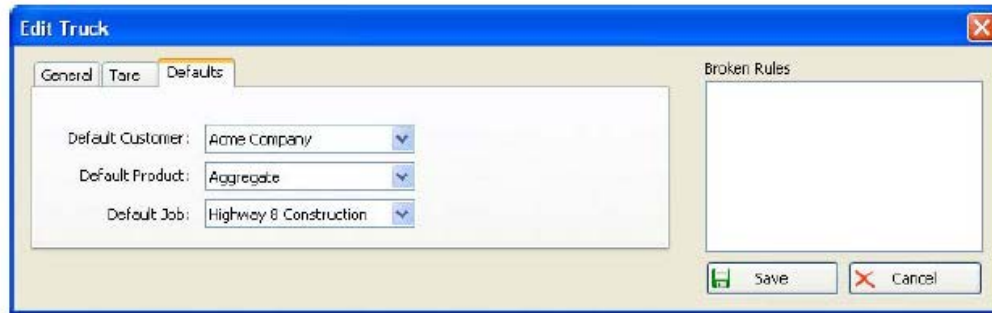 Edit Truck
General Tare Defaults
Default Customer: Acme Company
Default Product: Aggregate
Default Job: Highway 8 Construction
Broken Rules
Save Cancel